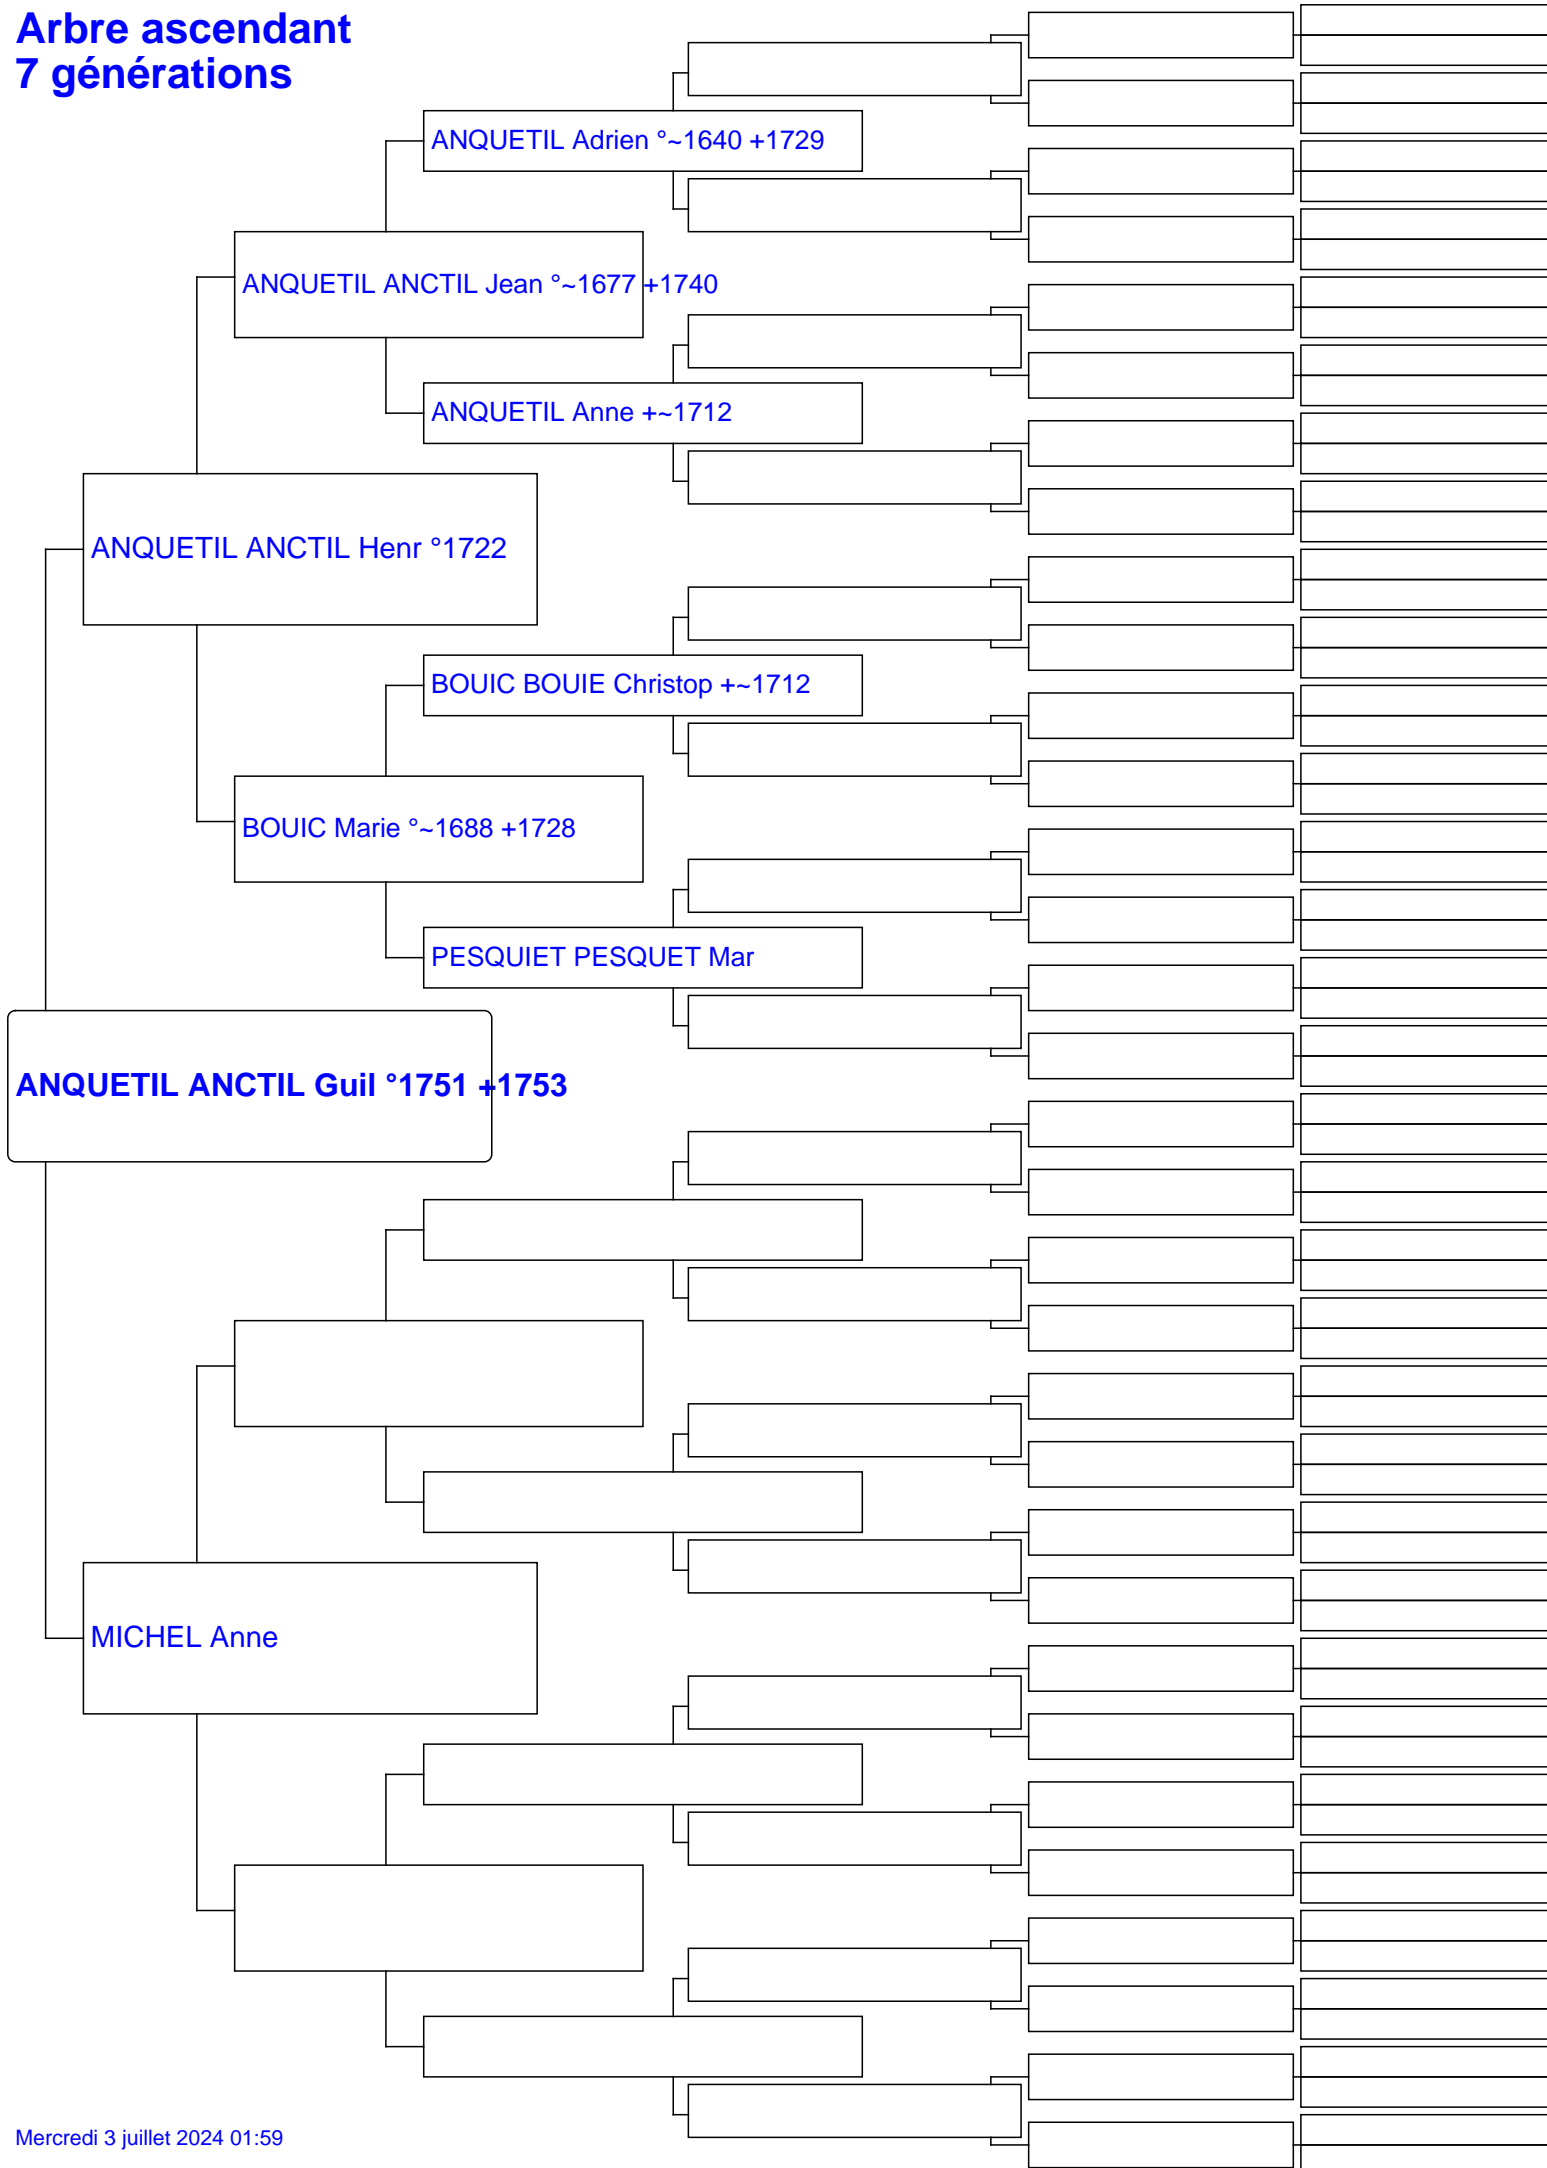 Arbre ascendant
7 générations
ANQUETIL Adrien °~1640 +1729
ANQUETIL ANCTIL Jean °~1677 +1740
ANQUETIL Anne +~1712
ANQUETIL ANCTIL Henr °1722
BOUIC BOUIE Christop +~1712
BOUIC Marie °~1688 +1728
PESQUIET PESQUET Mar
ANQUETIL ANCTIL Guil °1751 +1753
MICHEL Anne
Mercredi 3 juillet 2024 01:59